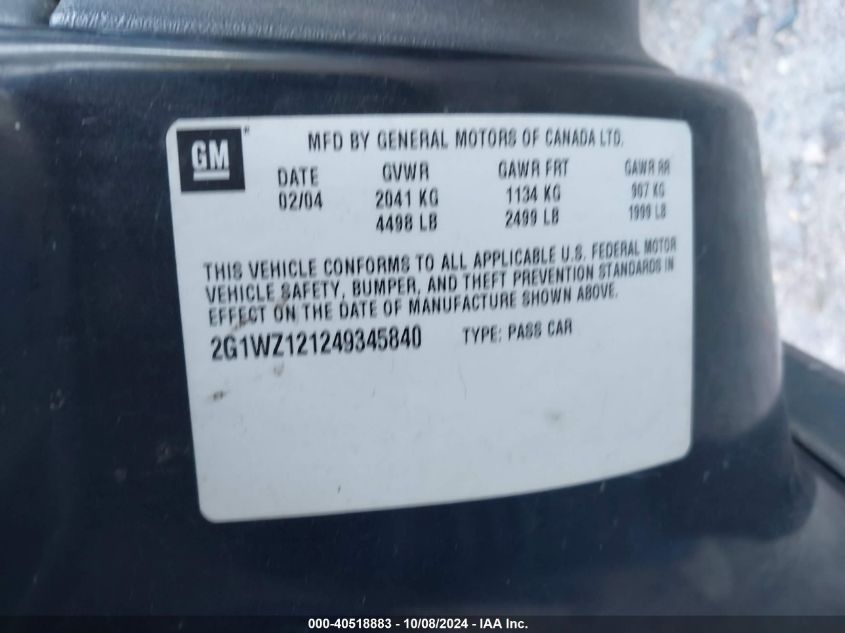 GM
MFD BY GENERAL MOTORS OF CANADA LTD.
DATE GVWR GAWR FRT GAWR RR
02/04 2041 KG 1134 KG 907 KG
4498 LB 2499 LB 1999 LB
THIS VEHICLE CONFORMS TO ALL APPLICABLE U.S. FEDERAL MOTOR
VEHICLE SAFETY, BUMPER, AND THEFT PREVENTION STANDARDS IN
EFFECT ON THE DATE OF MANUFACTURE SHOWN ABOVE.
2G1WZ121249345840 TYPE: PASS CAR
000-40518883 - 10/08/2024 - IAA Inc.